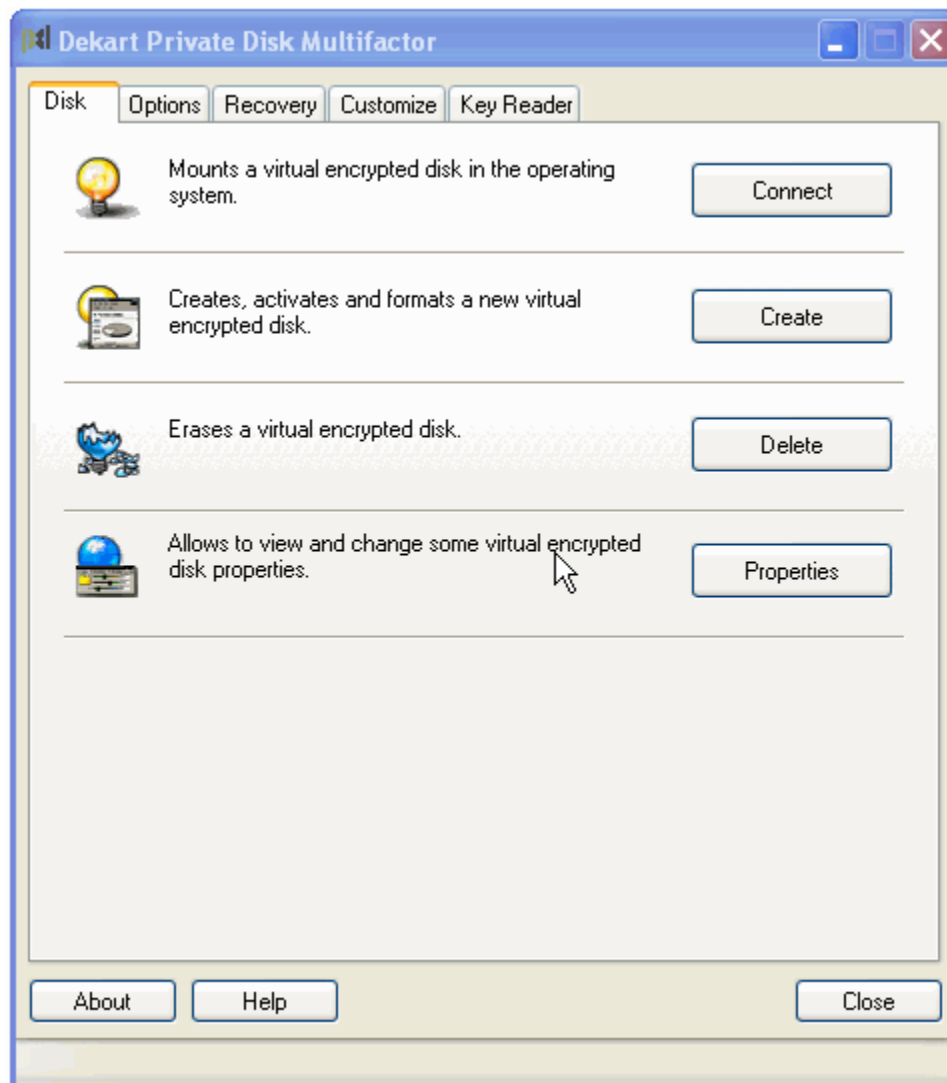 Dekart Private Disk Multifactor
Disk Options Recovery Customize Key Reader
Mounts a virtual encrypted disk in the operating
system.
Connect
Creates, activates and formats a new virtual
encrypted disk.
Create
Erases a virtual encrypted disk.
Delete
Allows to view and change some virtual encrypted
disk properties.
Properties
About Help Close